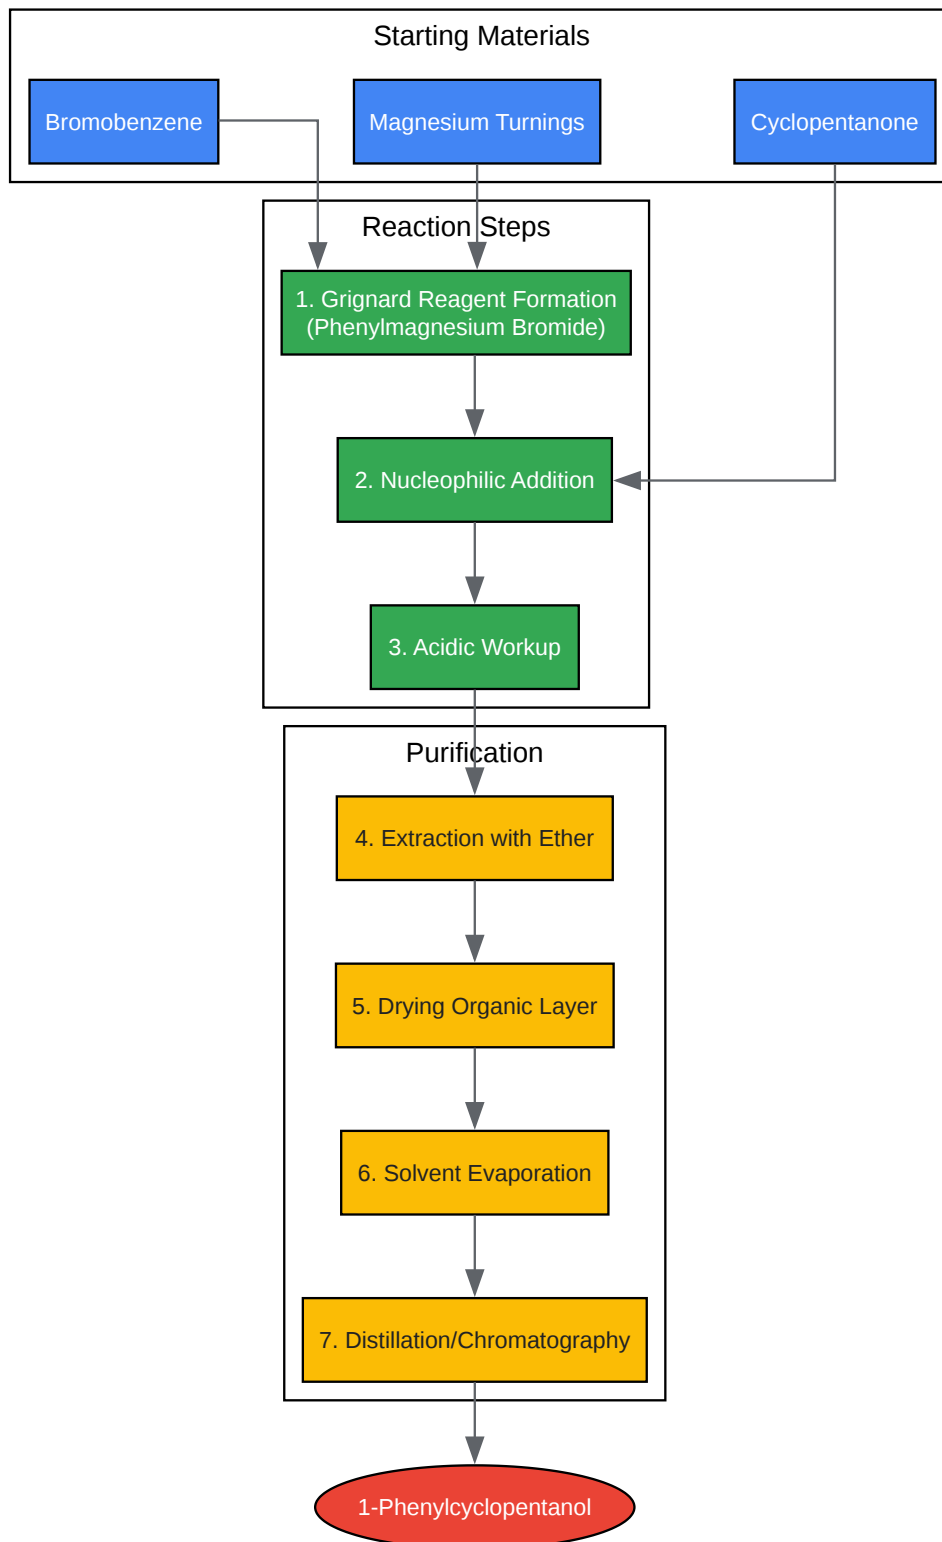 Starting Materials
Bromobenzene
Magnesium Turnings
Cyclopentanone
Reaction Steps
1. Grignard Reagent Formation
(Phenylmagnesium Bromide)
2. Nucleophilic Addition
3. Acidic Workup
Purification
4. Extraction with Ether
5. Drying Organic Layer
6. Solvent Evaporation
7. Distillation/Chromatography
1-Phenylcyclopentanol